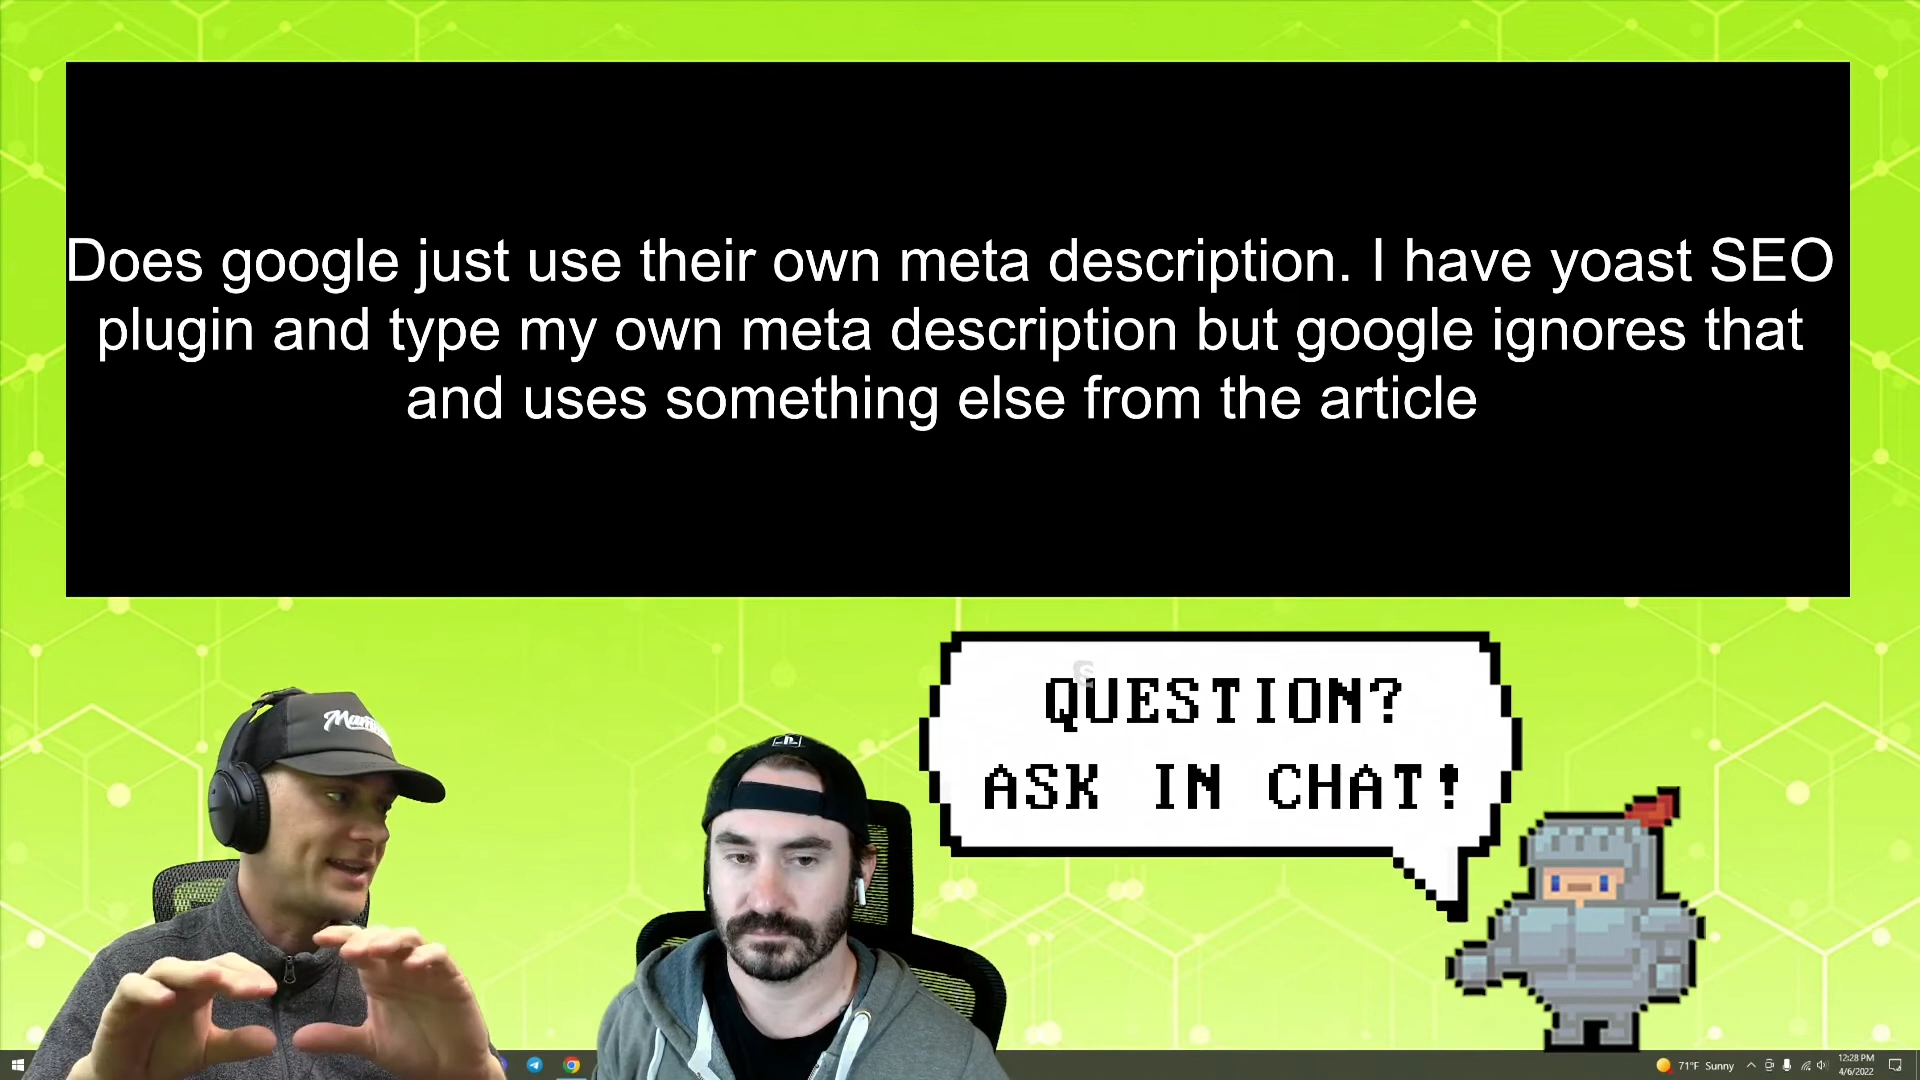 Does google just use their own meta description. I have yoast SEO
plugin and type my own meta description but google ignores that
and uses something else from the article
QUESTION?
ASK IN CHAT!
71°F Sunny
12:28 PM
4/6/2022